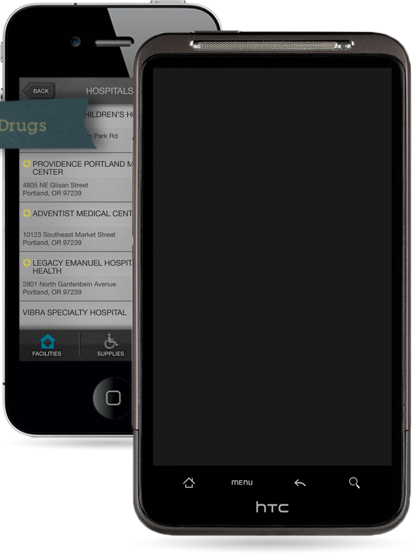 BACK
HOSPITALS
Drugs
CHILDREN'S HO
Park Rd
PROVIDENCE PORTLAND M
CENTER
4805 NE Glisan Street
Portland, OR 97239
ADVENTIST MEDICAL CENT
10123 Southeast Market Street
Portland, OR 97239
LEGACY EMANUEL HOSPIT
HEALTH
2801 North Gantenbein Avenue
Portland, OR 97239
VIBRA SPECIALTY HOSPITAL
FACILITIES
SUPPLIES
MENU
hTC